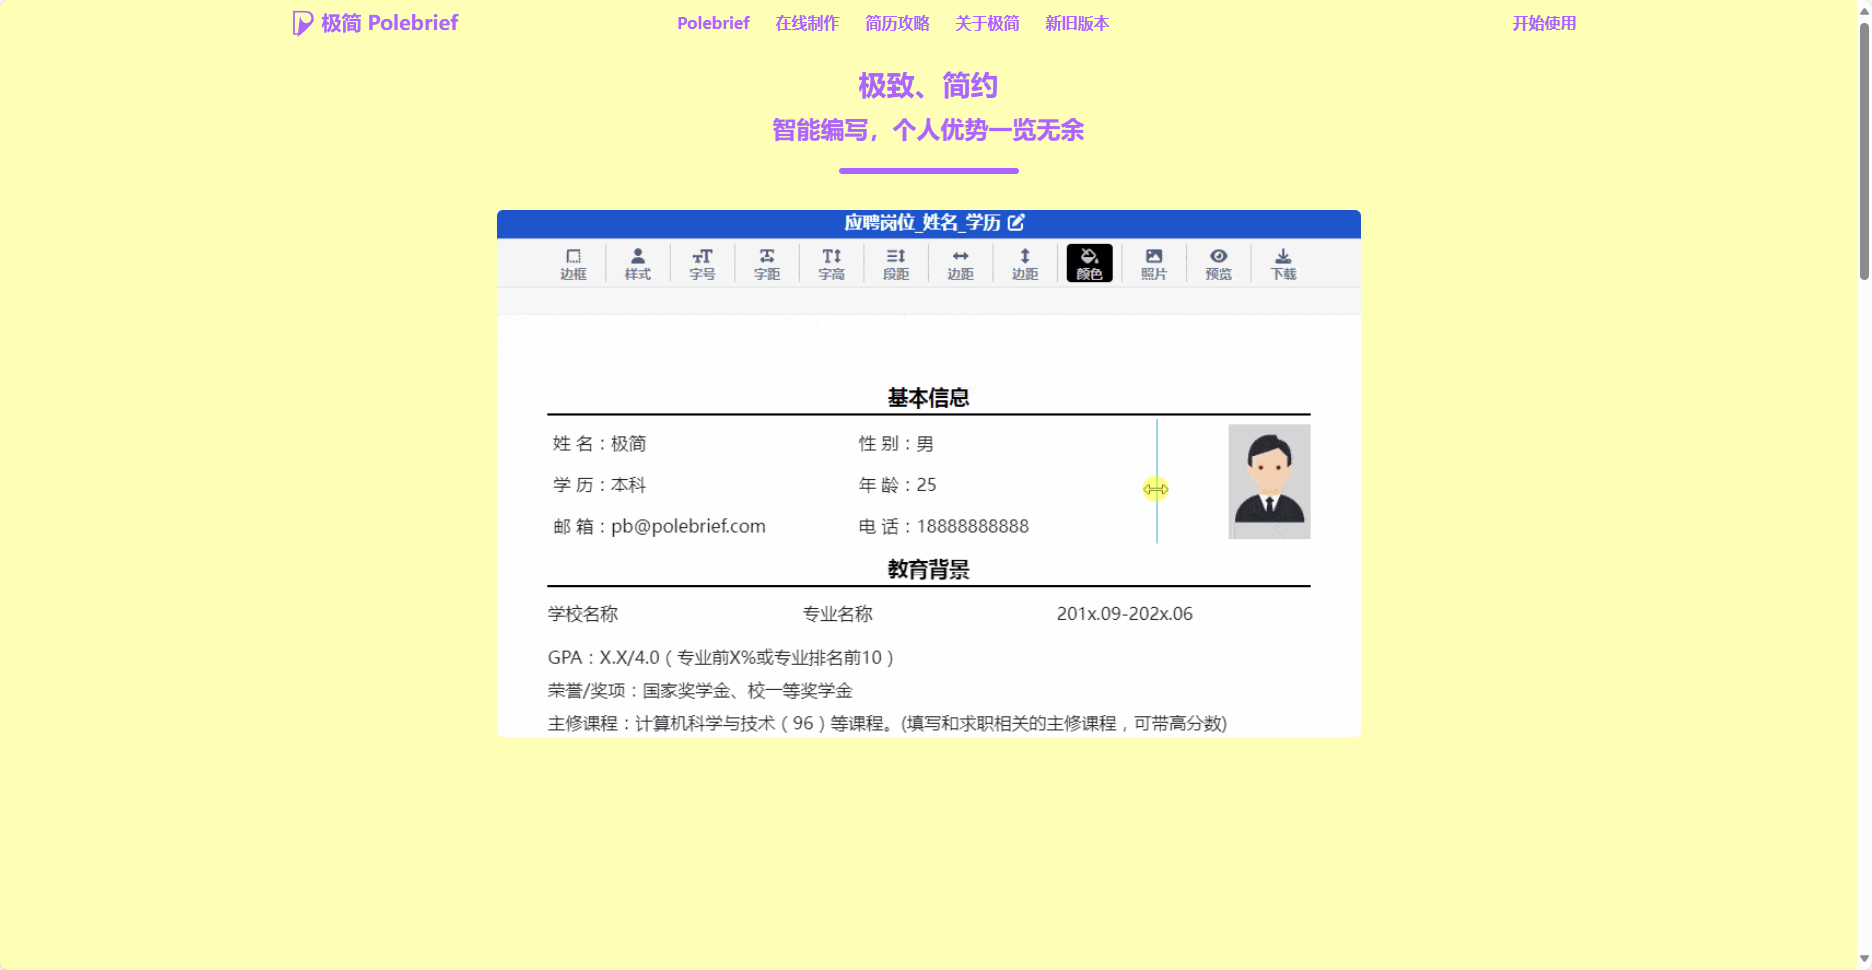 极简 Polebrief
Polebrief 在线制作 简历攻略 关于极简 新旧版本
开始使用
极致、简约
智能编写，个人优势一览无余
应聘岗位_姓名_学历
边框 样式 字号 字距 字高 段距 边距 边距 颜色 照片 预览 下载
基本信息
姓 名：极简 性 别：男
学 历：本科 年 龄：25
邮 箱：pb@polebrief.com 电 话：18888888888
教育背景
学校名称 专业名称 201x.09-202x.06
GPA：X.X/4.0（专业前X%或专业排名前10）
荣誉/奖项：国家奖学金、校一等奖学金
主修课程：计算机科学与技术（96）等课程。(填写和求职相关的主修课程，可带高分数)